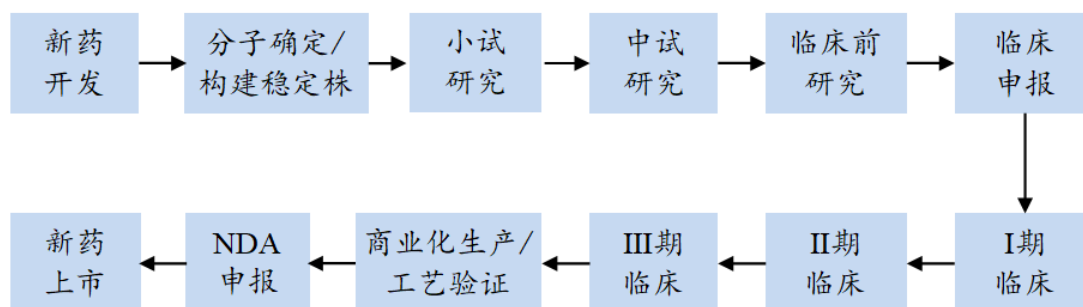 新药
开发
分子确定/
构建稳定株
小试
研究
中试
研究
临床前
研究
临床
申报
I期
临床
II期
临床
III期
临床
商业化生产/
工艺验证
NDA
申报
新药
上市